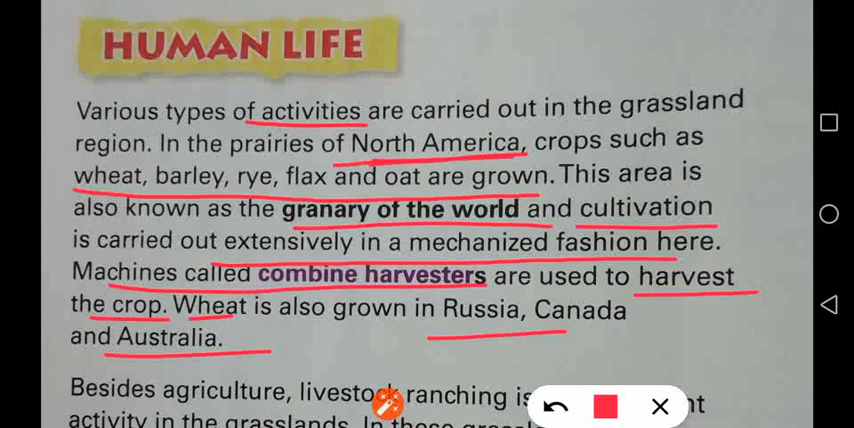 HUMAN LIFE
Various types of activities are carried out in the grassland
region. In the prairies of North America, crops such as
wheat, barley, rye, flax and oat are grown. This area is
also known as the granary of the world and cultivation
is carried out extensively in a mechanized fashion here.
Machines called combine harvesters are used to harvest
the crop. Wheat is also grown in Russia, Canada
and Australia.
Besides agriculture, livestock ranching is
activity in the grasslands. In these